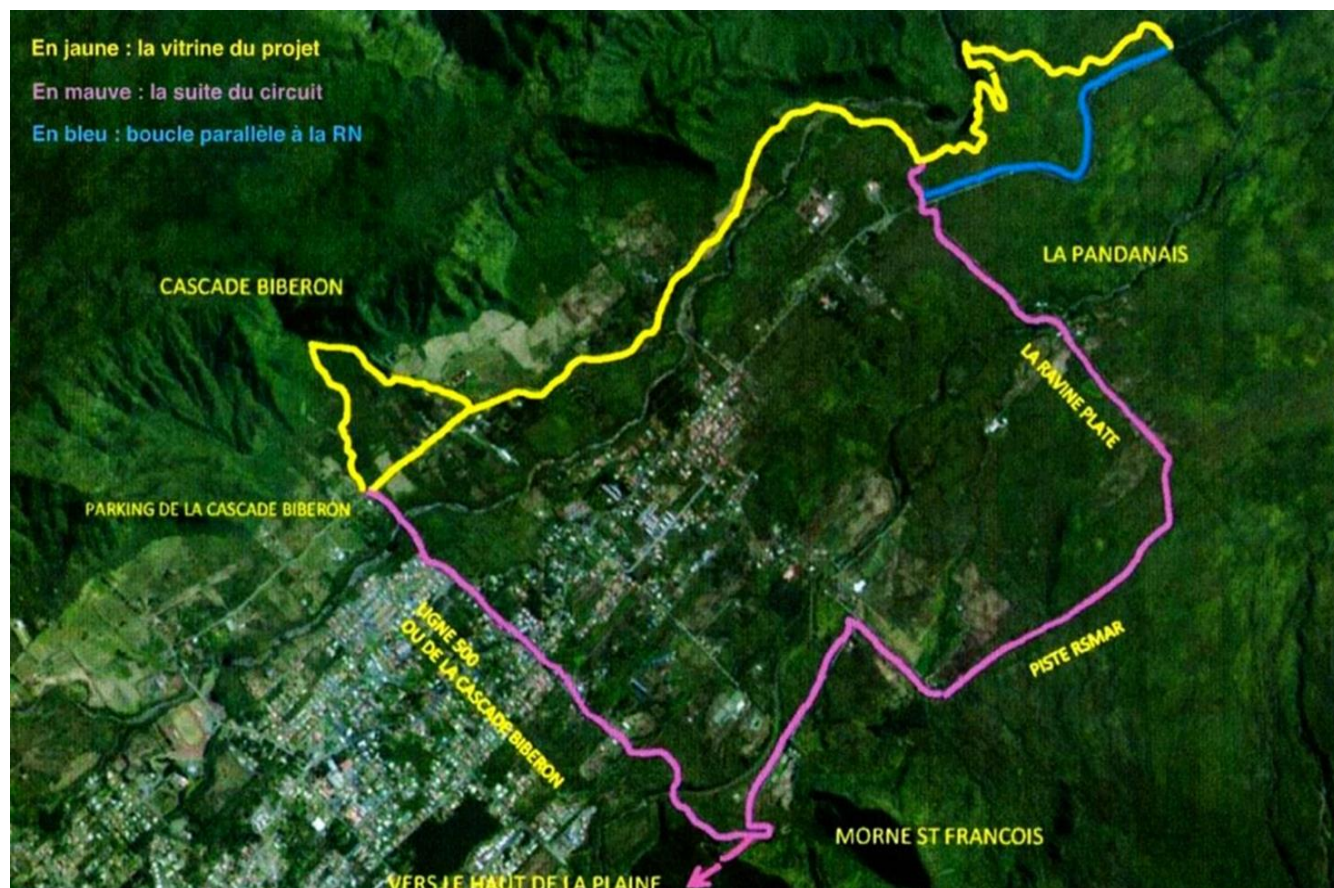 En jaune : la vitrine du projet
En mauve : la suite du circuit
En bleu : boucle parallèle à la RN
LA PANDANAIS
CASCADE BIBERON
LA RAVINE PLATE
PARKING DE LA CASCADE BIBERON
LIGNE 500
OU DE LA CASCADE BIBERON
PISTE RSMAR
MORNE ST FRANCOIS
VERS LE HAUT DE LA PLAINE